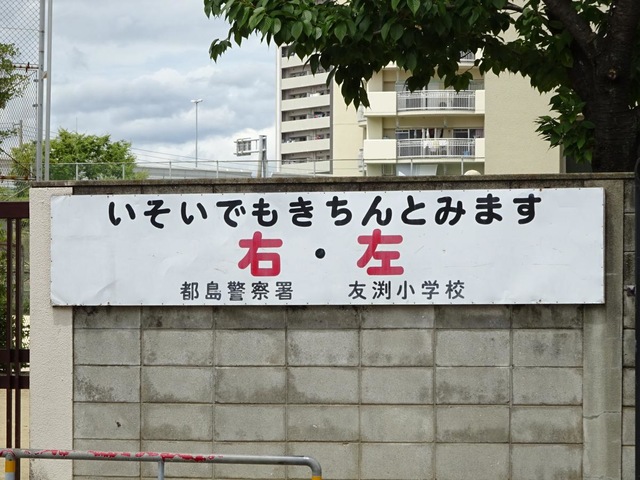 いそいでもきちんとみます
右・左
都島警察署 友渕小学校